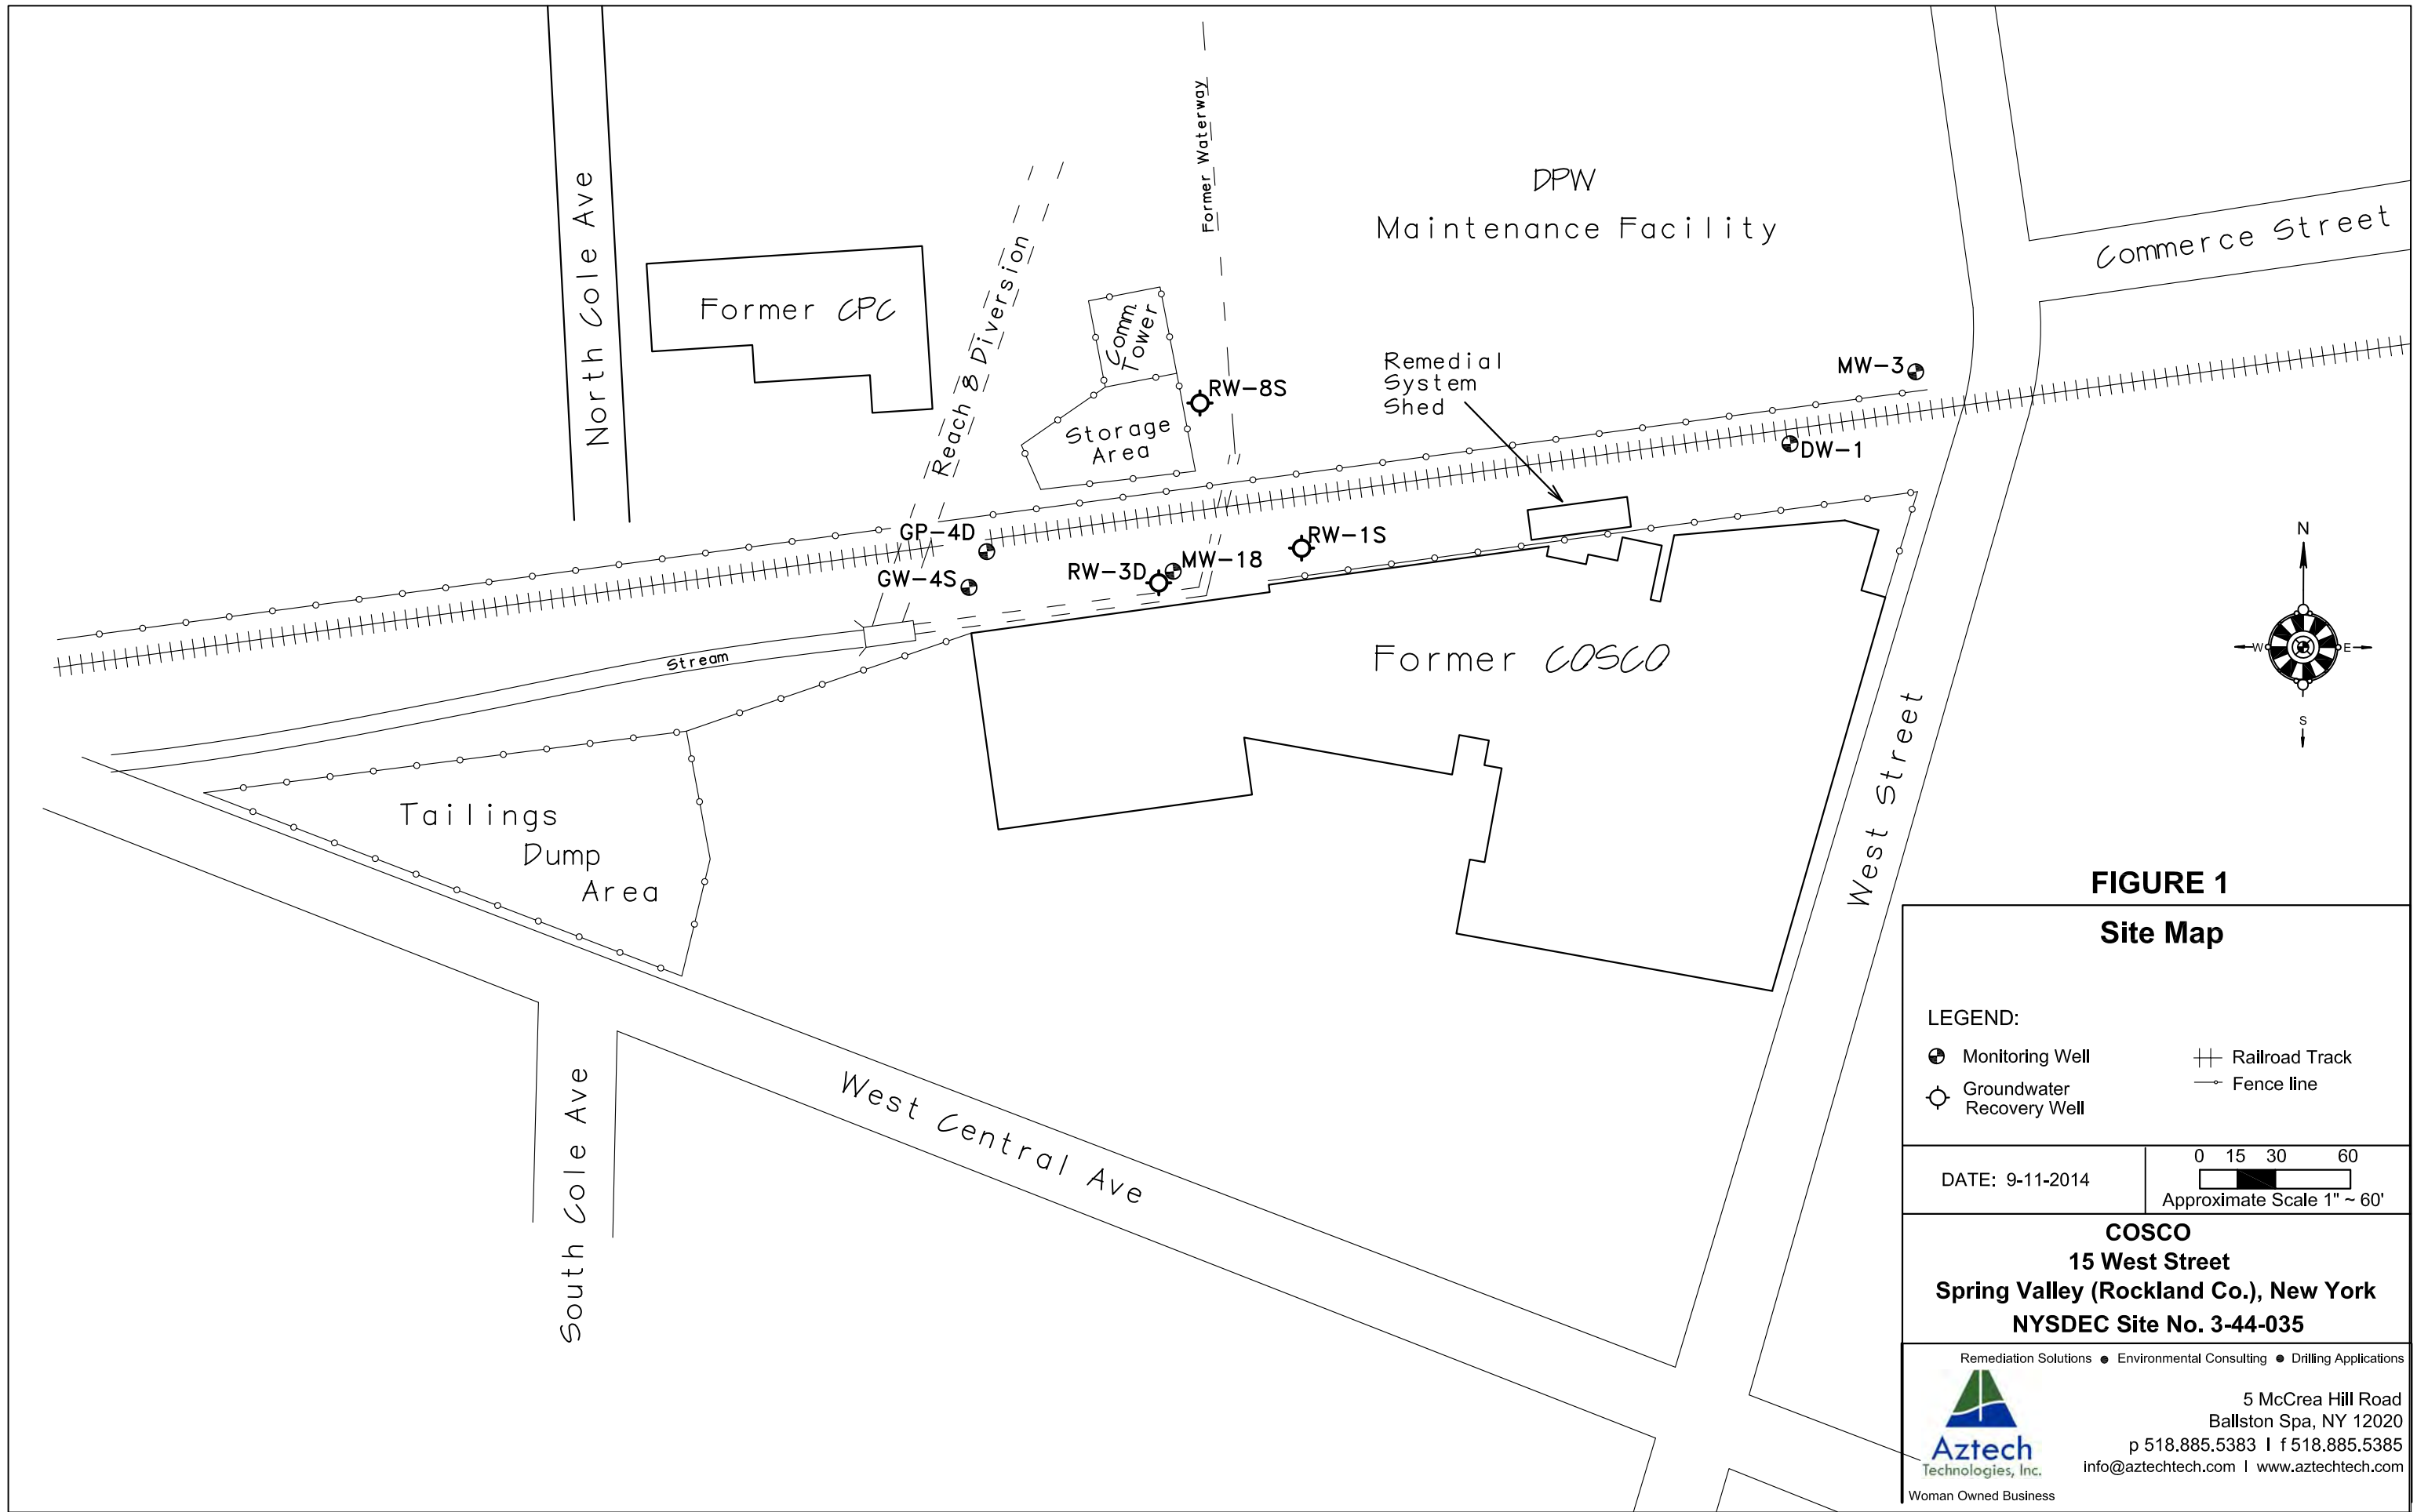 Former Waterway
DPW
Maintenance Facility
North Cole Ave
Former CPC
Reach 8 Diversion
Comm
Tower
Commerce Street
Remedial
System
Shed
MW-3
RW-8S
Storage
Area
DW-1
GP-4D
RW-1S
GW-4S
RW-3D
MW-18
Stream
Former COSCO
N
W
E
S
Tailings
Dump
Area
West Street
South Cole Ave
West Central Ave
FIGURE 1
Site Map
LEGEND:
Monitoring Well
Railroad Track
Groundwater
Recovery Well
Fence line
DATE: 9-11-2014
0 15 30 60
Approximate Scale 1" ~ 60'
COSCO
15 West Street
Spring Valley (Rockland Co.), New York
NYSDEC Site No. 3-44-035
Remediation Solutions ● Environmental Consulting ● Drilling Applications
5 McCrea Hill Road
Ballston Spa, NY 12020
p 518.885.5383 I f 518.885.5385
info@aztechtech.com I www.aztechtech.com
Aztech
Technologies, Inc.
Woman Owned Business